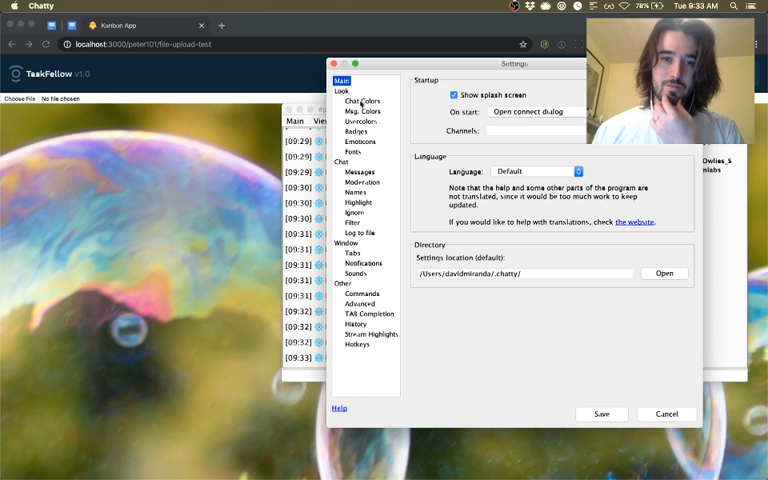 Chatty
78%
Tue 9:33 AM
Kanban App
localhost:3000/peter101/file-upload-test
TaskFellow v1.0
Choose File No file chosen
Settings
Main
Look
Chat Colors
Msg. Colors
Usercolors
Badges
Emoticons
Fonts
Chat
Messages
Moderation
Names
Highlight
Ignore
Filter
Log to file
Window
Tabs
Notifications
Sounds
Other
Commands
Advanced
TAB Completion
History
Stream Highlights
Hotkeys
Help
Startup
Show splash screen
On start: Open connect dialog
Channels:
Language
Language: Default
Note that the help and some other parts of the program are
not translated, since it would be too much work to keep
updated.
If you would like to help with translations, check the website.
Directory
Settings location (default):
/Users/davidmiranda/.chatty/
Open
Save
Cancel
Main
[09:29]
[09:29]
[09:29]
[09:30]
[09:30]
[09:30]
[09:31]
[09:31]
[09:31]
[09:31]
[09:31]
[09:32]
[09:32]
[09:32]
[09:33]
Owlies_S
mlabs